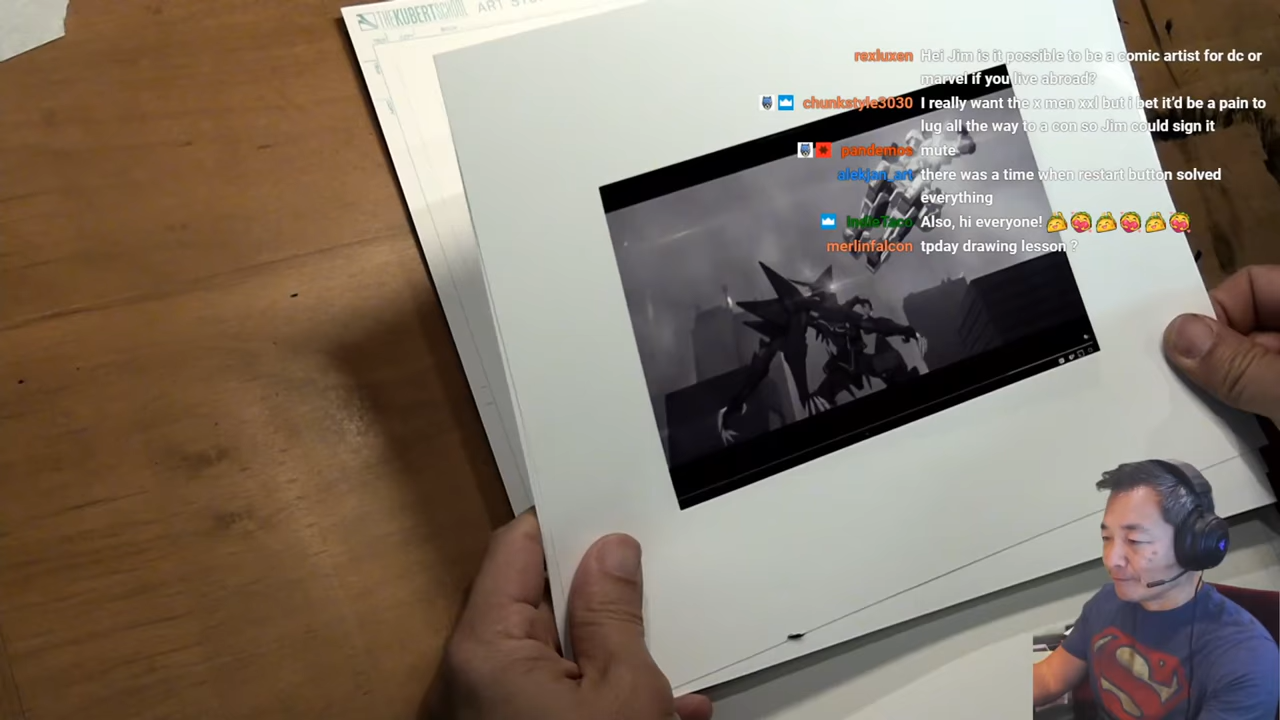 THE KUBERT SCHOOL ART
rexluxen Hei Jim is it possible to be a comic artist for dc or
marvel if you live abroad?
chunkstyle3030 I really want the x men xxl but i bet it'd be a pain to
lug all the way to a con so Jim could sign it
pandemoe mute
alekjan_art there was a time when restart button solved
everything
IndieTaco Also, hi everyone!
merlinfalcon tpday drawing lesson ?